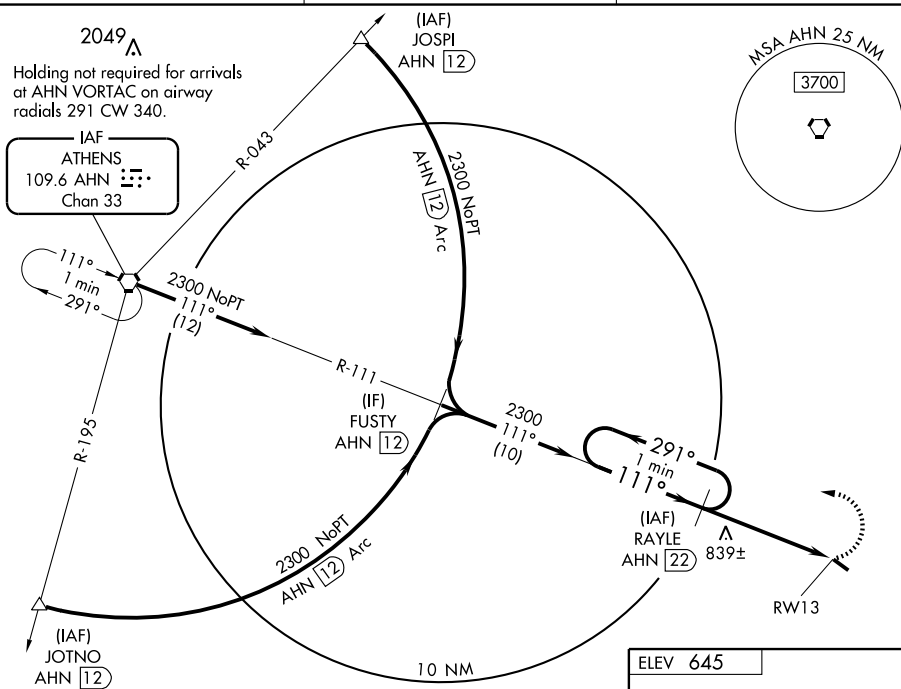 2049
Holding not required for arrivals
at AHN VORTAC on airway
radials 291 CW 340.
IAF
ATHENS
109.6 AHN
Chan 33
(IAF)
JOSPI
AHN 12
MSA AHN 25 NM
3700
R-043
2300 NoPT
AHN 12 Arc
111°
1 min
291°
2300 NoPT
111°
(12)
R-111
R-195
(IF)
FUSTY
AHN 12
2300
111°
(10)
291°
1 min
111°
(IAF)
RAYLE
AHN 22
839±
RW13
2300 NoPT
AHN 12 Arc
(IAF)
JOTNO
AHN 12
10 NM
ELEV 645